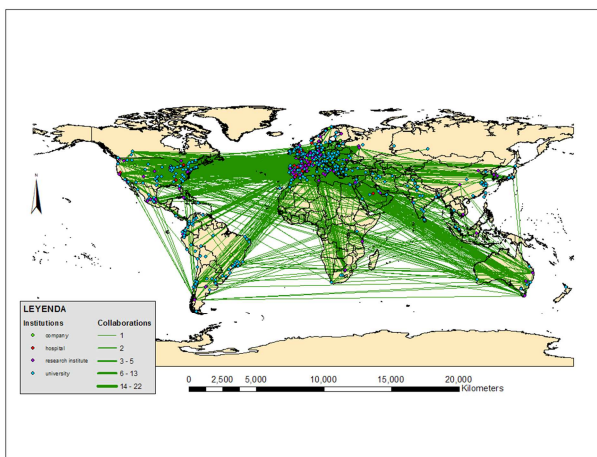 N
LEYENDA
Institutions Collaborations
company 1
hospital 2
research institute 3 - 5
university 6 - 13
14 - 22
0 2,500 5,000 10,000 15,000 20,000
Kilometers